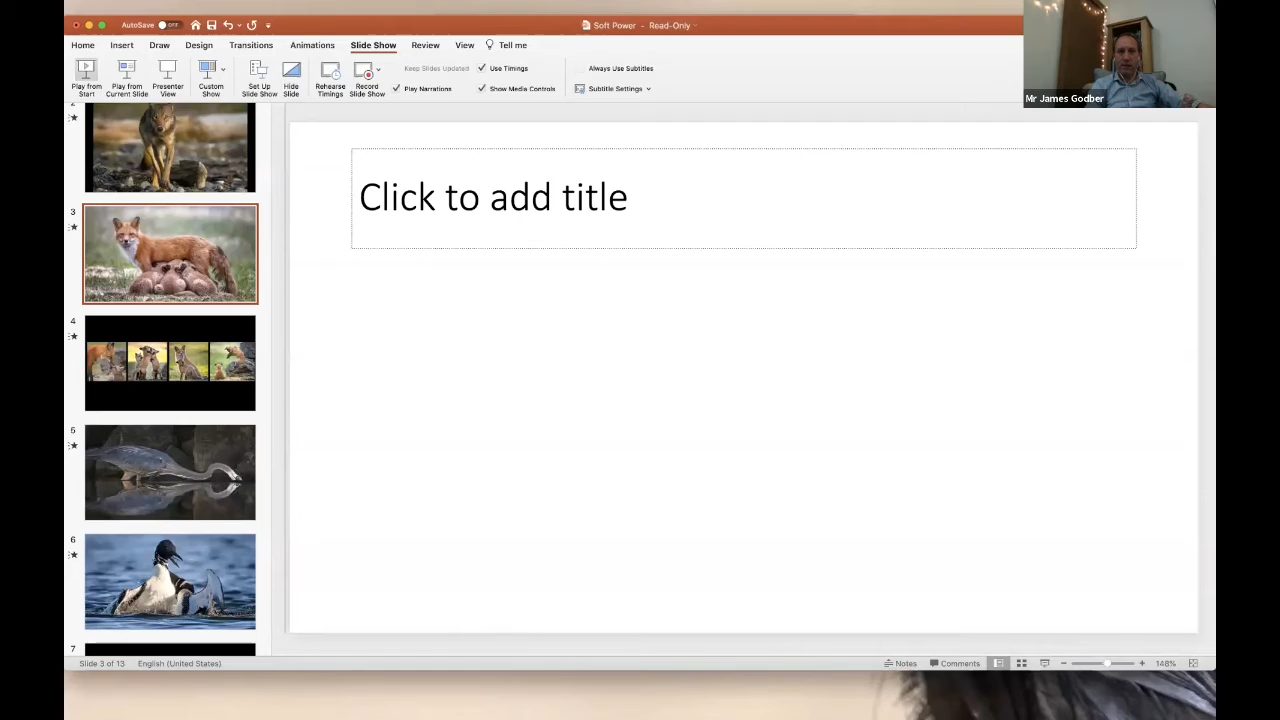 AutoSave OFF
Soft Power - Read-Only
Home Insert Draw Design Transitions Animations Slide Show Review View Tell me
Play from Start
Play from Current Slide
Presenter View
Custom Show
Set Up Slide Show
Hide Slide
Rehearse Timings
Record Slide Show
Keep Slides Updated
Use Timings
Play Narrations
Show Media Controls
Always Use Subtitles
Subtitle Settings
Mr James Godber
2
3
4
5
6
7
Click to add title
Slide 3 of 13 English (United States) Notes Comments 148%